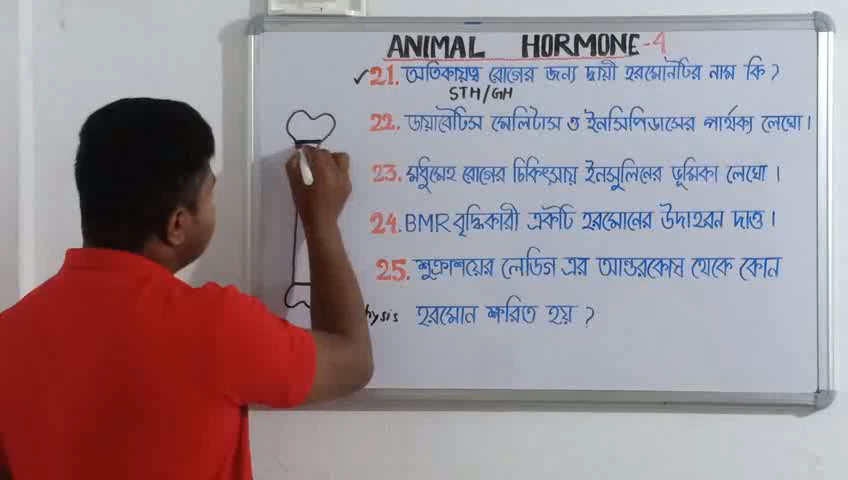 ANIMAL HORMONE-4
21. অতিকায়ত্ব রোগের জন্য দ্বায়ী হরমোনটির নাম কি ?
STH/GH
22. ডায়াবেটিস মেলিটাস ও ইনসিপিডাসের পার্থক্য লেখো।
23. মধুমেহ রোগের চিকিৎসায় ইনসুলিনের ভূমিকা লেখো ।
24. BMR বৃদ্ধিকারী একটি হরমোনের উদাহরন দাও ।
25. শুক্রাশয়ের লেডিগ এর আন্তরকোষ থেকে কোন
hysis হরমোন ক্ষরিত হয় ?